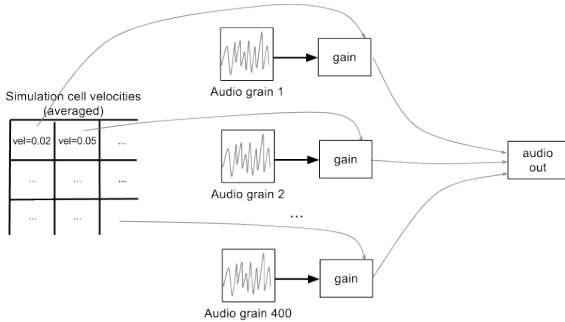 gain
Audio grain 1
Simulation cell velocities
(averaged)
vel=0.02 vel=0.05 ...
... ... ...
... ...
gain
Audio grain 2
...
audio
out
gain
Audio grain 400